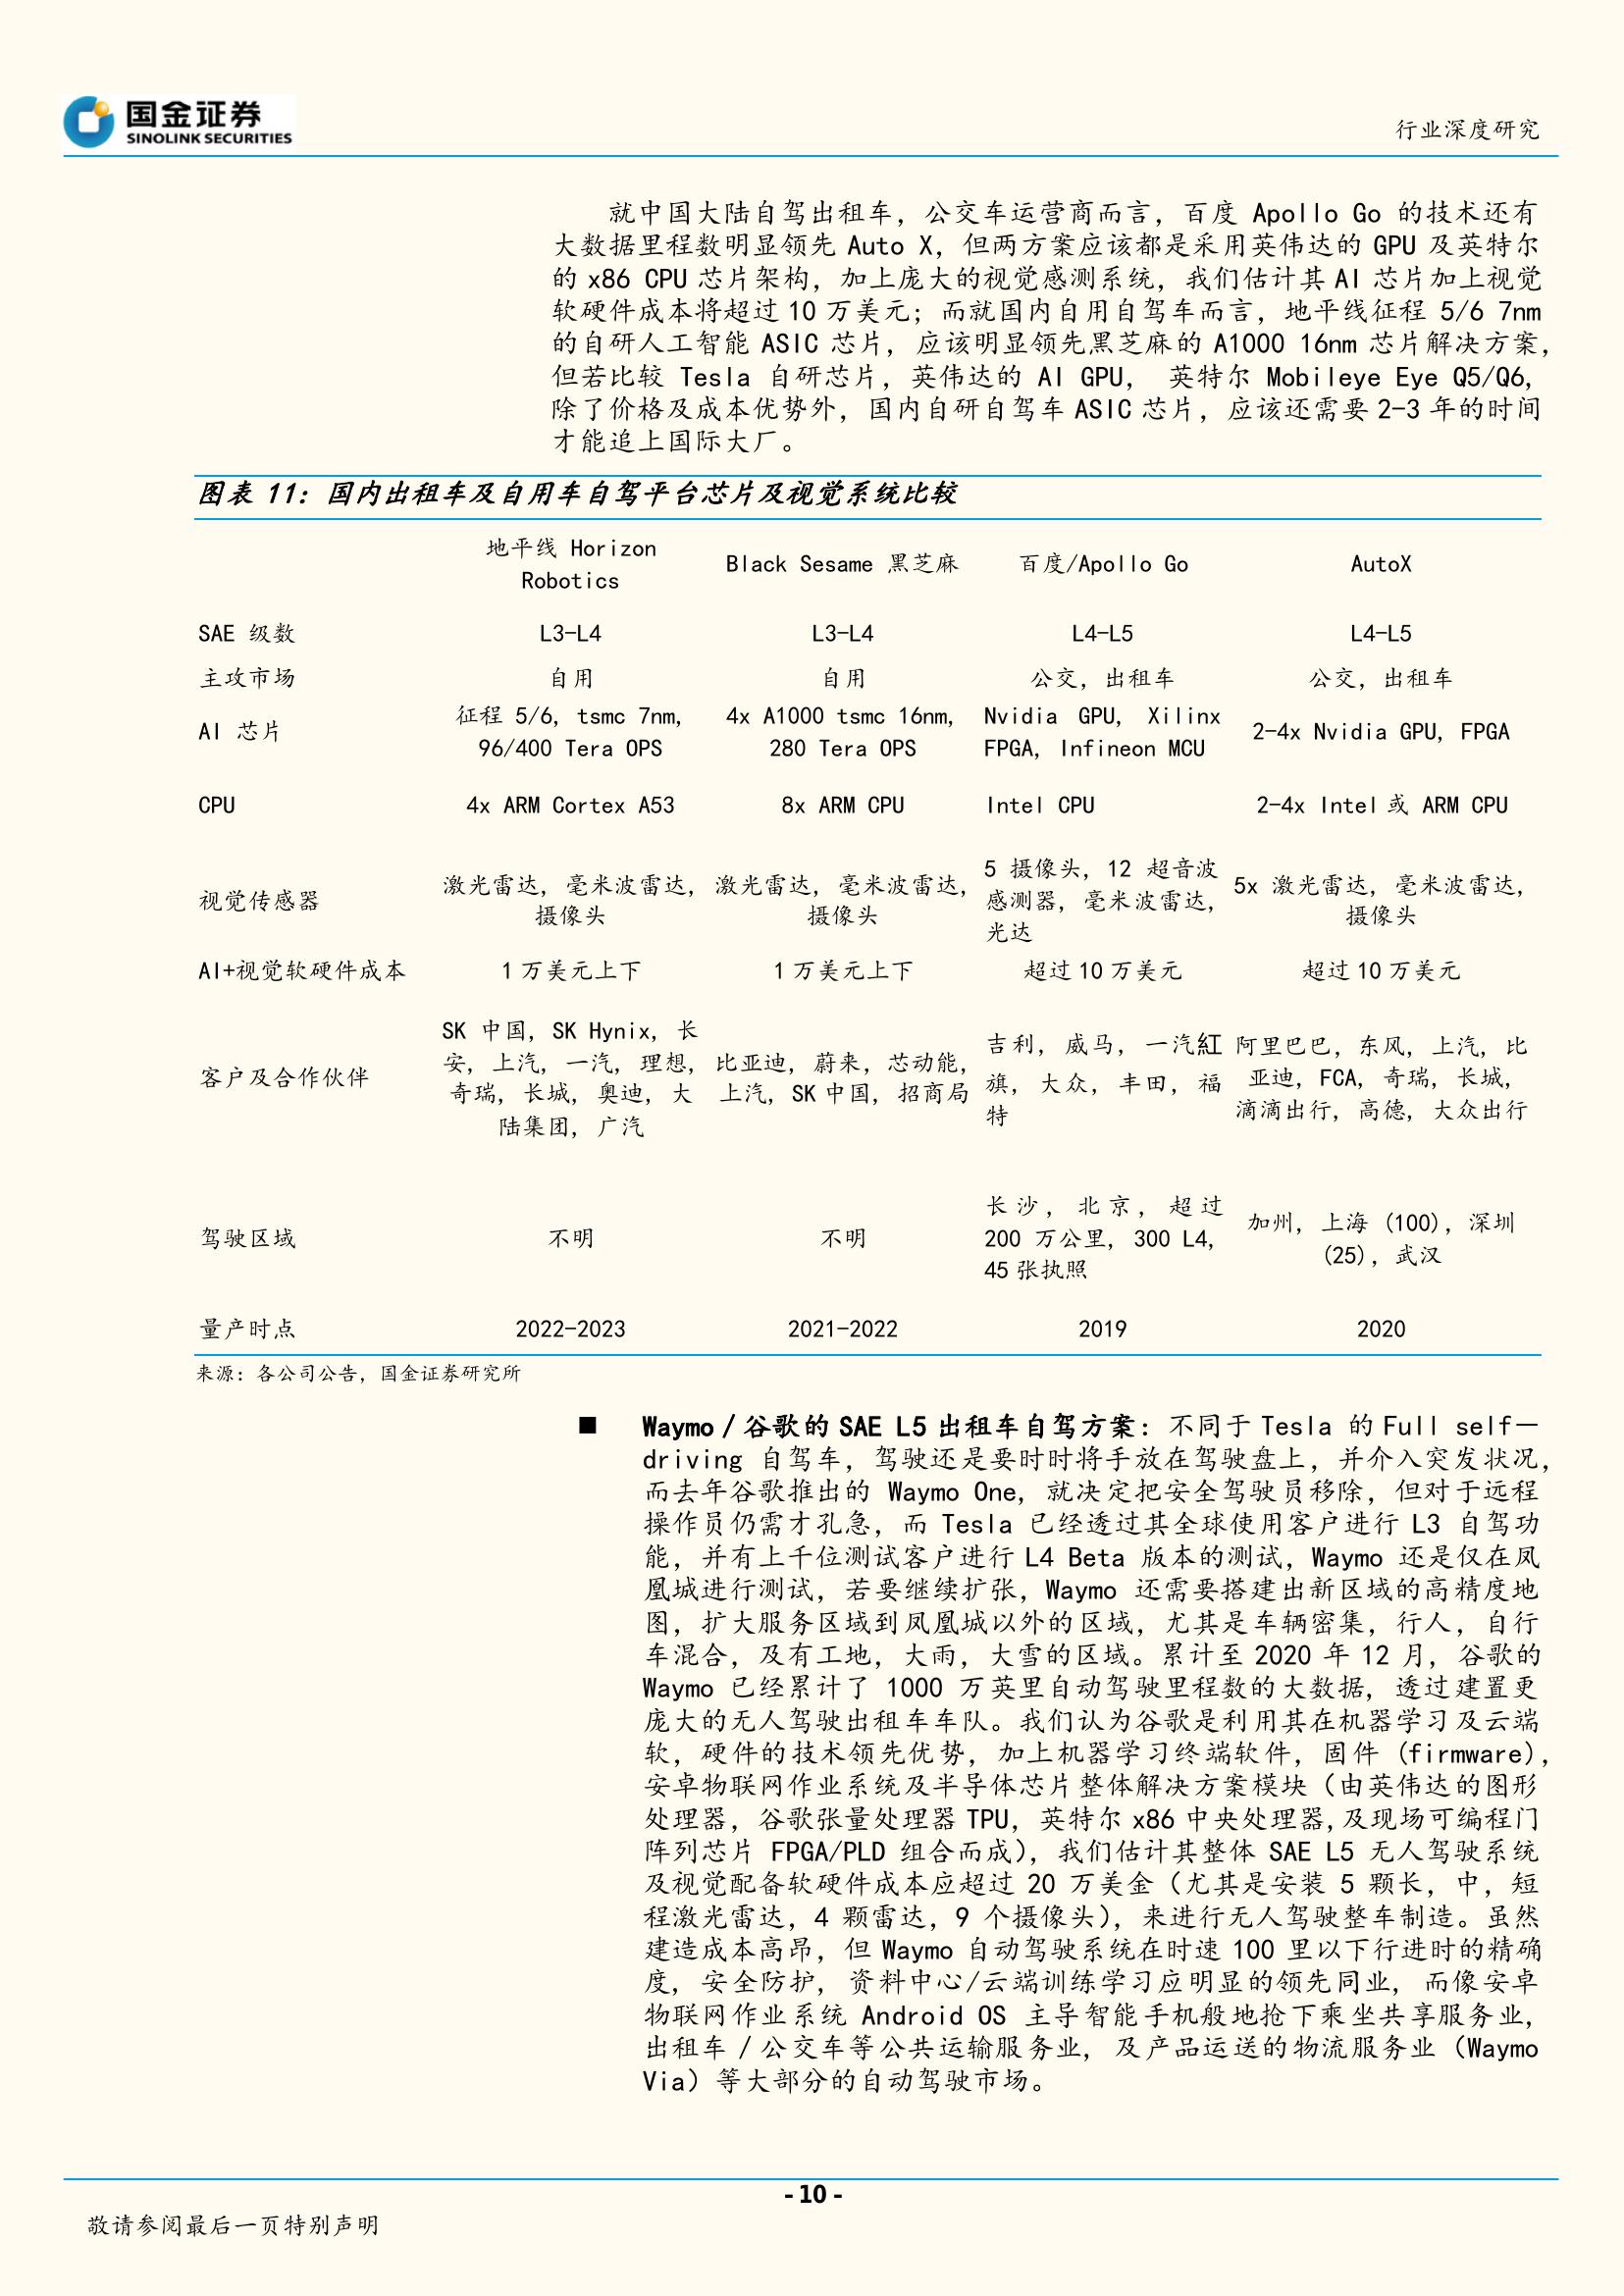 国金证券
SINOLINK SECURITIES
行业深度研究
就中国大陆自驾出租车，公交车运营商而言，百度 Apollo Go 的技术还有
大数据里程数明显领先 Auto X，但两方案应该都是采用英伟达的 GPU 及英特尔
的 x86 CPU 芯片架构，加上庞大的视觉感测系统，我们估计其 AI 芯片加上视觉
软硬件成本将超过 10 万美元；而就国内自用自驾车而言，地平线征程 5/6 7nm
的自研人工智能 ASIC 芯片，应该明显领先黑芝麻的 A1000 16nm 芯片解决方案，
但若比较 Tesla 自研芯片，英伟达的 AI GPU， 英特尔 Mobileye Eye Q5/Q6，
除了价格及成本优势外，国内自研自驾车 ASIC 芯片，应该还需要 2-3 年的时间
才能追上国际大厂。
图表 11：国内出租车及自用车自驾平台芯片及视觉系统比较
地平线 Horizon
Robotics
Black Sesame 黑芝麻
百度/Apollo Go
AutoX
SAE 级数 L3-L4 L3-L4 L4-L5 L4-L5
主攻市场 自用 自用 公交，出租车 公交，出租车
AI 芯片
征程 5/6, tsmc 7nm,
96/400 Tera OPS
4x A1000 tsmc 16nm,
280 Tera OPS
Nvidia GPU, Xilinx
FPGA, Infineon MCU
2-4x Nvidia GPU, FPGA
CPU 4x ARM Cortex A53 8x ARM CPU Intel CPU 2-4x Intel 或 ARM CPU
视觉传感器
激光雷达，毫米波雷达，
摄像头
激光雷达，毫米波雷达，
摄像头
5 摄像头，12 超音波
感测器，毫米波雷达，
光达
5x 激光雷达，毫米波雷达，
摄像头
AI+视觉软硬件成本 1 万美元上下 1 万美元上下 超过 10 万美元 超过 10 万美元
客户及合作伙伴
SK 中国，SK Hynix，长
安，上汽，一汽，理想，
奇瑞，长城，奥迪，大
陆集团，广汽
比亚迪，蔚来，芯动能，
上汽，SK 中国，招商局
吉利，威马，一汽紅
旗，大众，丰田，福
特
阿里巴巴，东风，上汽，比
亚迪，FCA，奇瑞，长城，
滴滴出行，高德，大众出行
驾驶区域
不明
不明
长沙，北京，超过
200 万公里，300 L4,
45 张执照
加州，上海 (100)，深圳
(25)，武汉
量产时点 2022-2023 2021-2022 2019 2020
来源：各公司公告，国金证券研究所
■ Waymo／谷歌的 SAE L5 出租车自驾方案：不同于 Tesla 的 Full self－
driving 自驾车，驾驶还是要时时将手放在驾驶盘上，并介入突发状况，
而去年谷歌推出的 Waymo One，就决定把安全驾驶员移除，但对于远程
操作员仍需才孔急，而 Tesla 已经透过其全球使用客户进行 L3 自驾功
能，并有上千位测试客户进行 L4 Beta 版本的测试，Waymo 还是仅在凤
凰城进行测试，若要继续扩张，Waymo 还需要搭建出新区域的高精度地
图，扩大服务区域到凤凰城以外的区域，尤其是车辆密集，行人，自行
车混合，及有工地，大雨，大雪的区域。累计至 2020 年 12 月，谷歌的
Waymo 已经累计了 1000 万英里自动驾驶里程数的大数据，透过建置更
庞大的无人驾驶出租车车队。我们认为谷歌是利用其在机器学习及云端
软，硬件的技术领先优势，加上机器学习终端软件，固件 (firmware)，
安卓物联网作业系统及半导体芯片整体解决方案模块（由英伟达的图形
处理器，谷歌张量处理器 TPU，英特尔 x86 中央处理器,及现场可编程门
阵列芯片 FPGA/PLD 组合而成），我们估计其整体 SAE L5 无人驾驶系统
及视觉配备软硬件成本应超过 20 万美金（尤其是安装 5 颗长，中，短
程激光雷达，4 颗雷达，9 个摄像头），来进行无人驾驶整车制造。虽然
建造成本高昂，但 Waymo 自动驾驶系统在时速 100 里以下行进时的精确
度，安全防护，资料中心/云端训练学习应明显的领先同业，而像安卓
物联网作业系统 Android OS 主导智能手机般地抢下乘坐共享服务业，
出租车／公交车等公共运输服务业，及产品运送的物流服务业（Waymo
Via）等大部分的自动驾驶市场。
- 10 -
敬请参阅最后一页特别声明